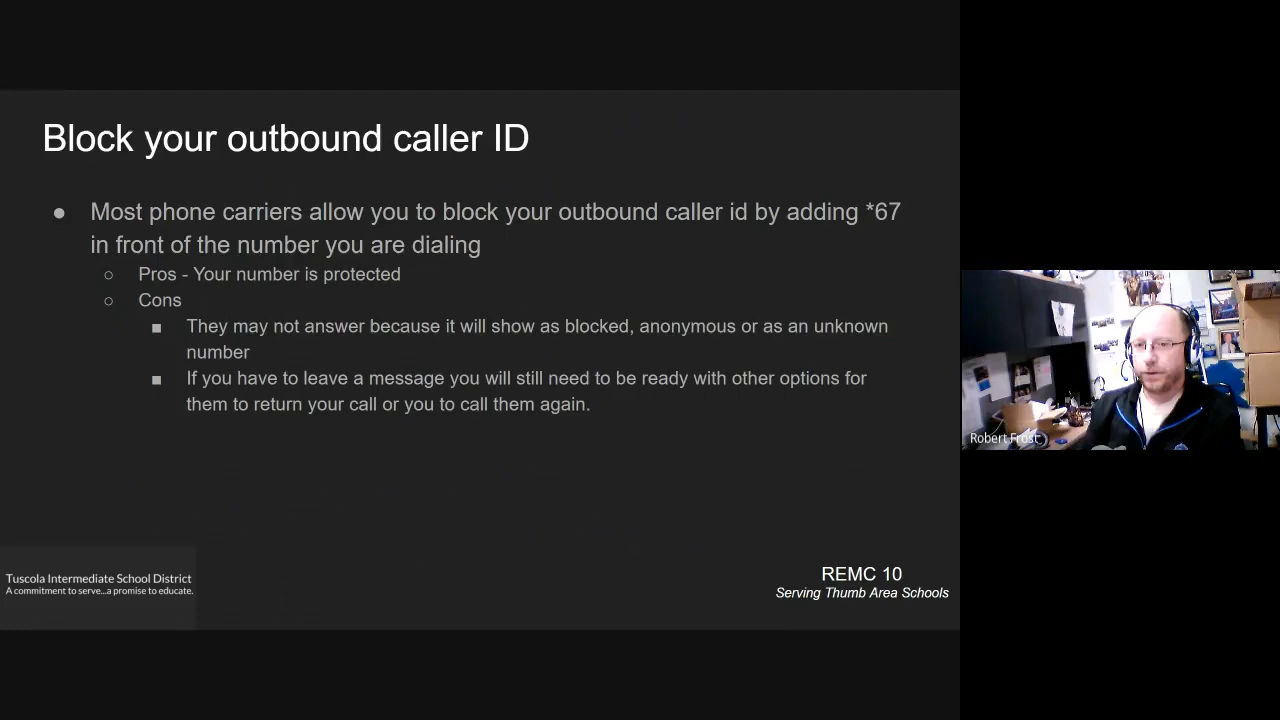 Block your outbound caller ID
● Most phone carriers allow you to block your outbound caller id by adding *67
in front of the number you are dialing
○ Pros - Your number is protected
○ Cons
■ They may not answer because it will show as blocked, anonymous or as an unknown
number
■ If you have to leave a message you will still need to be ready with other options for
them to return your call or you to call them again.
Robert Frost
Tuscola Intermediate School District
A commitment to serve...a promise to educate.
REMC 10
Serving Thumb Area Schools